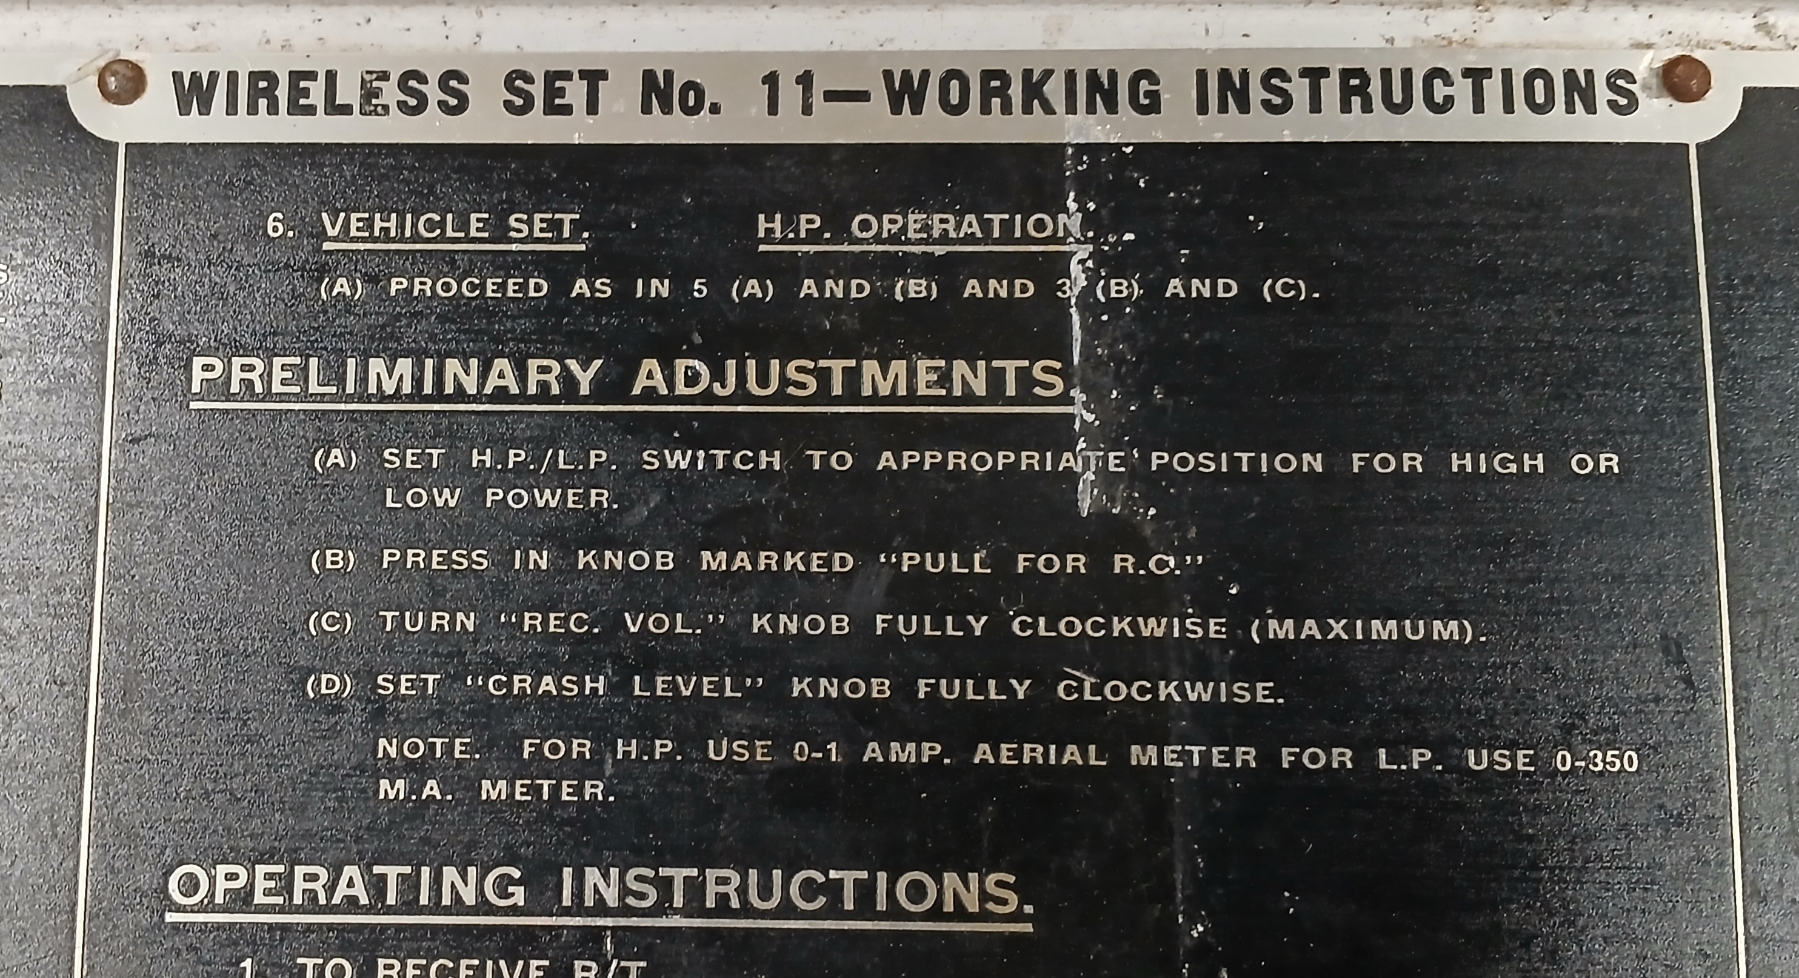 WIRELESS SET No. 11—WORKING INSTRUCTIONS
6. VEHICLE SET. H.P. OPERATION.
(A) PROCEED AS IN 5 (A) AND (B) AND 3 (B) AND (C).
PRELIMINARY ADJUSTMENTS
(A) SET H.P./L.P. SWITCH TO APPROPRIATE POSITION FOR HIGH OR
LOW POWER.
(B) PRESS IN KNOB MARKED “PULL FOR R.C.”
(C) TURN “REC. VOL.” KNOB FULLY CLOCKWISE (MAXIMUM).
(D) SET “CRASH LEVEL” KNOB FULLY CLOCKWISE.
NOTE. FOR H.P. USE 0-1 AMP. AERIAL METER FOR L.P. USE 0-350
M.A. METER.
OPERATING INSTRUCTIONS.
1. TO RECEIVE R/T